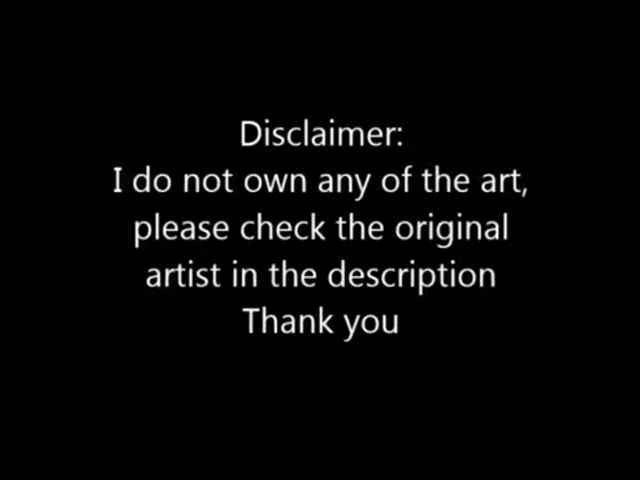 Disclaimer:
I do not own any of the art,
please check the original
artist in the description
Thank you